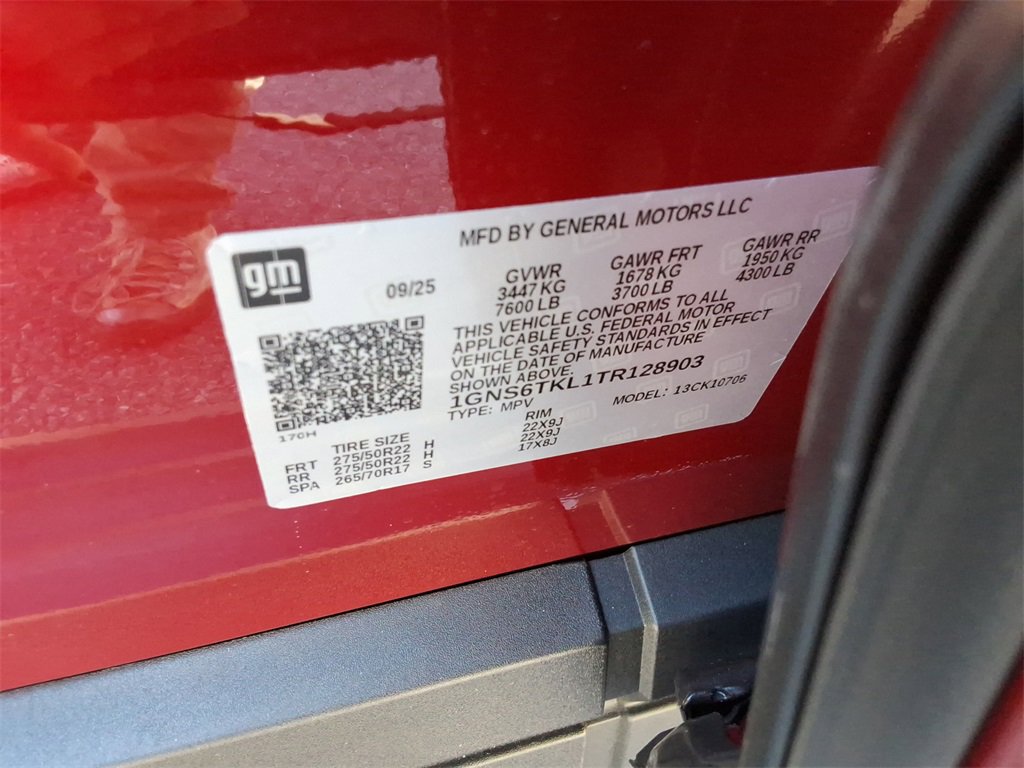 MFD BY GENERAL MOTORS LLC
gm
09/25
GVWR
3447 KG
7600 LB
GAWR FRT
1678 KG
3700 LB
GAWR RR
1950 KG
4300 LB
THIS VEHICLE CONFORMS TO ALL
APPLICABLE U.S. FEDERAL MOTOR
VEHICLE SAFETY STANDARDS IN EFFECT
ON THE DATE OF MANUFACTURE
SHOWN ABOVE.
1GNS6TKL1TR128903
TYPE: MPV
MODEL: 13CK10706
170H
TIRE SIZE
RIM
FRT 275/50R22 H 22X9J
RR 275/50R22 H 22X9J
SPA 265/70R17 S 17X8J